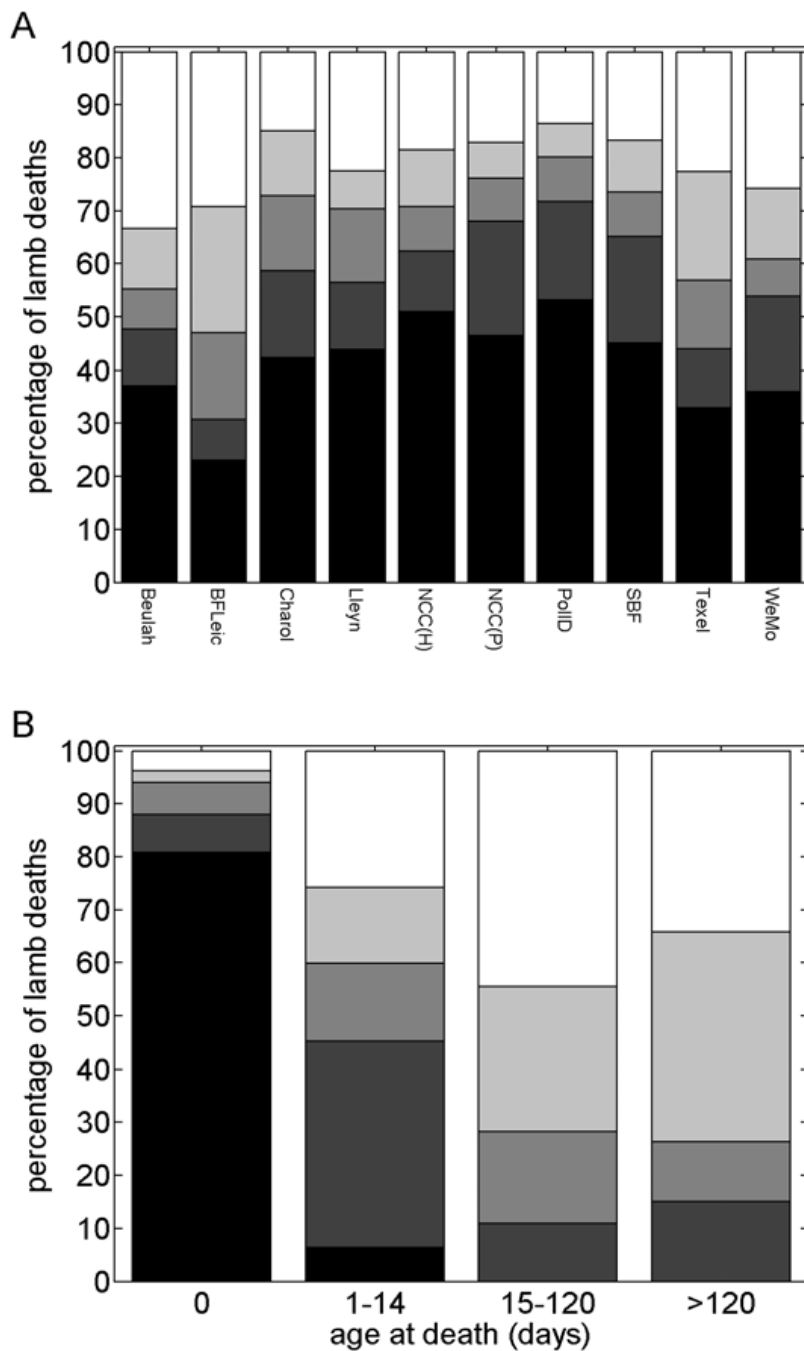 A
percentage of lamb deaths
100
90
80
70
60
50
40
30
20
10
0
Beulah
BFLeic
Charol
Lleyn
NCC(H)
NCC(P)
PollD
SBF
Texel
WeMo
B
percentage of lamb deaths
100
90
80
70
60
50
40
30
20
10
0
0 1-14 15-120 >120
age at death (days)